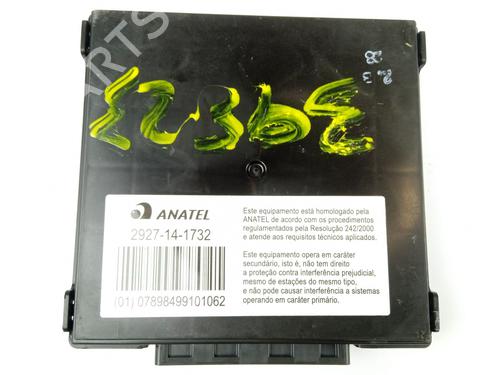 PARTS
ANATEL
2927-14-1732
(01) 07898499101062
Este equipamento está homologado pela
ANATEL de acordo com os procedimentos
regulamentados pela Resolução 242/2000
e atende aos requisitos técnicos aplicados.
Este equipamento opera em caráter
secundário, isto é, não tem direito
a proteção contra interferência prejudicial,
mesmo de estações do mesmo tipo,
e não pode causar interferência a sistemas
operando em caráter primário.